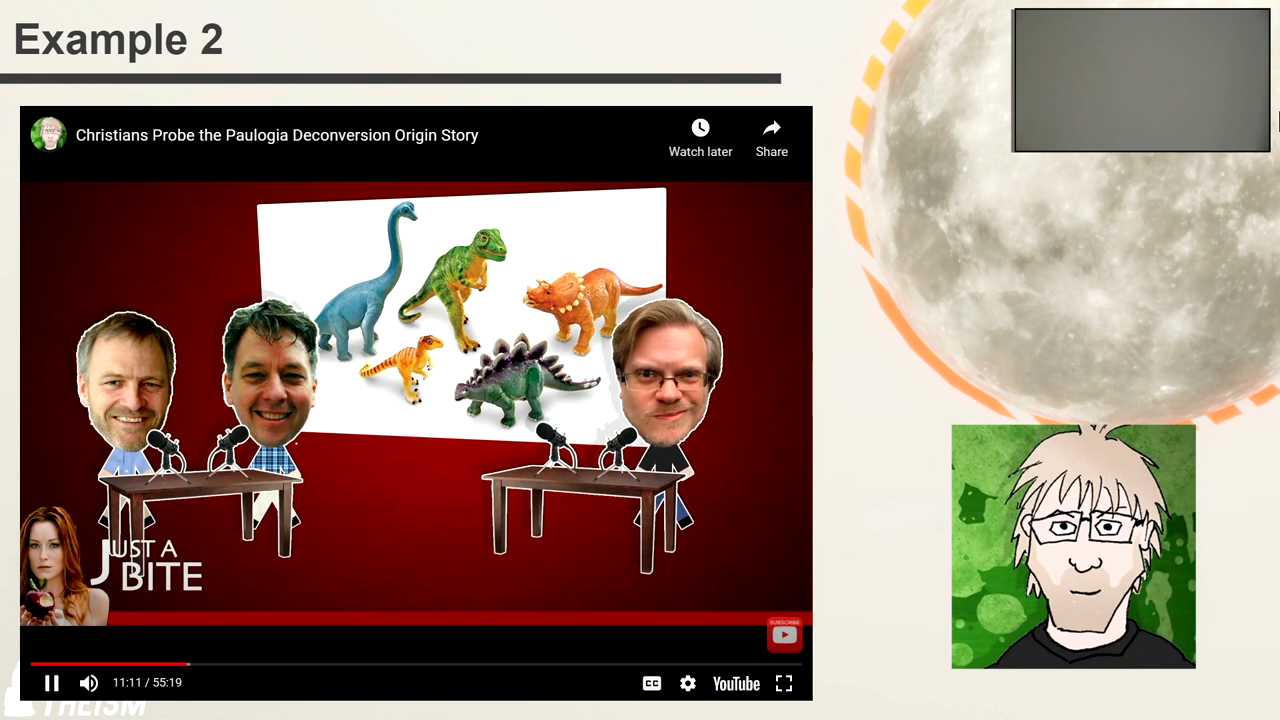 Example 2
Christians Probe the Paulogia Deconversion Origin Story
Watch later
Share
JUST A
BITE
SUBSCRIBE
11:11 / 55:19
CC
YouTube
THEISM